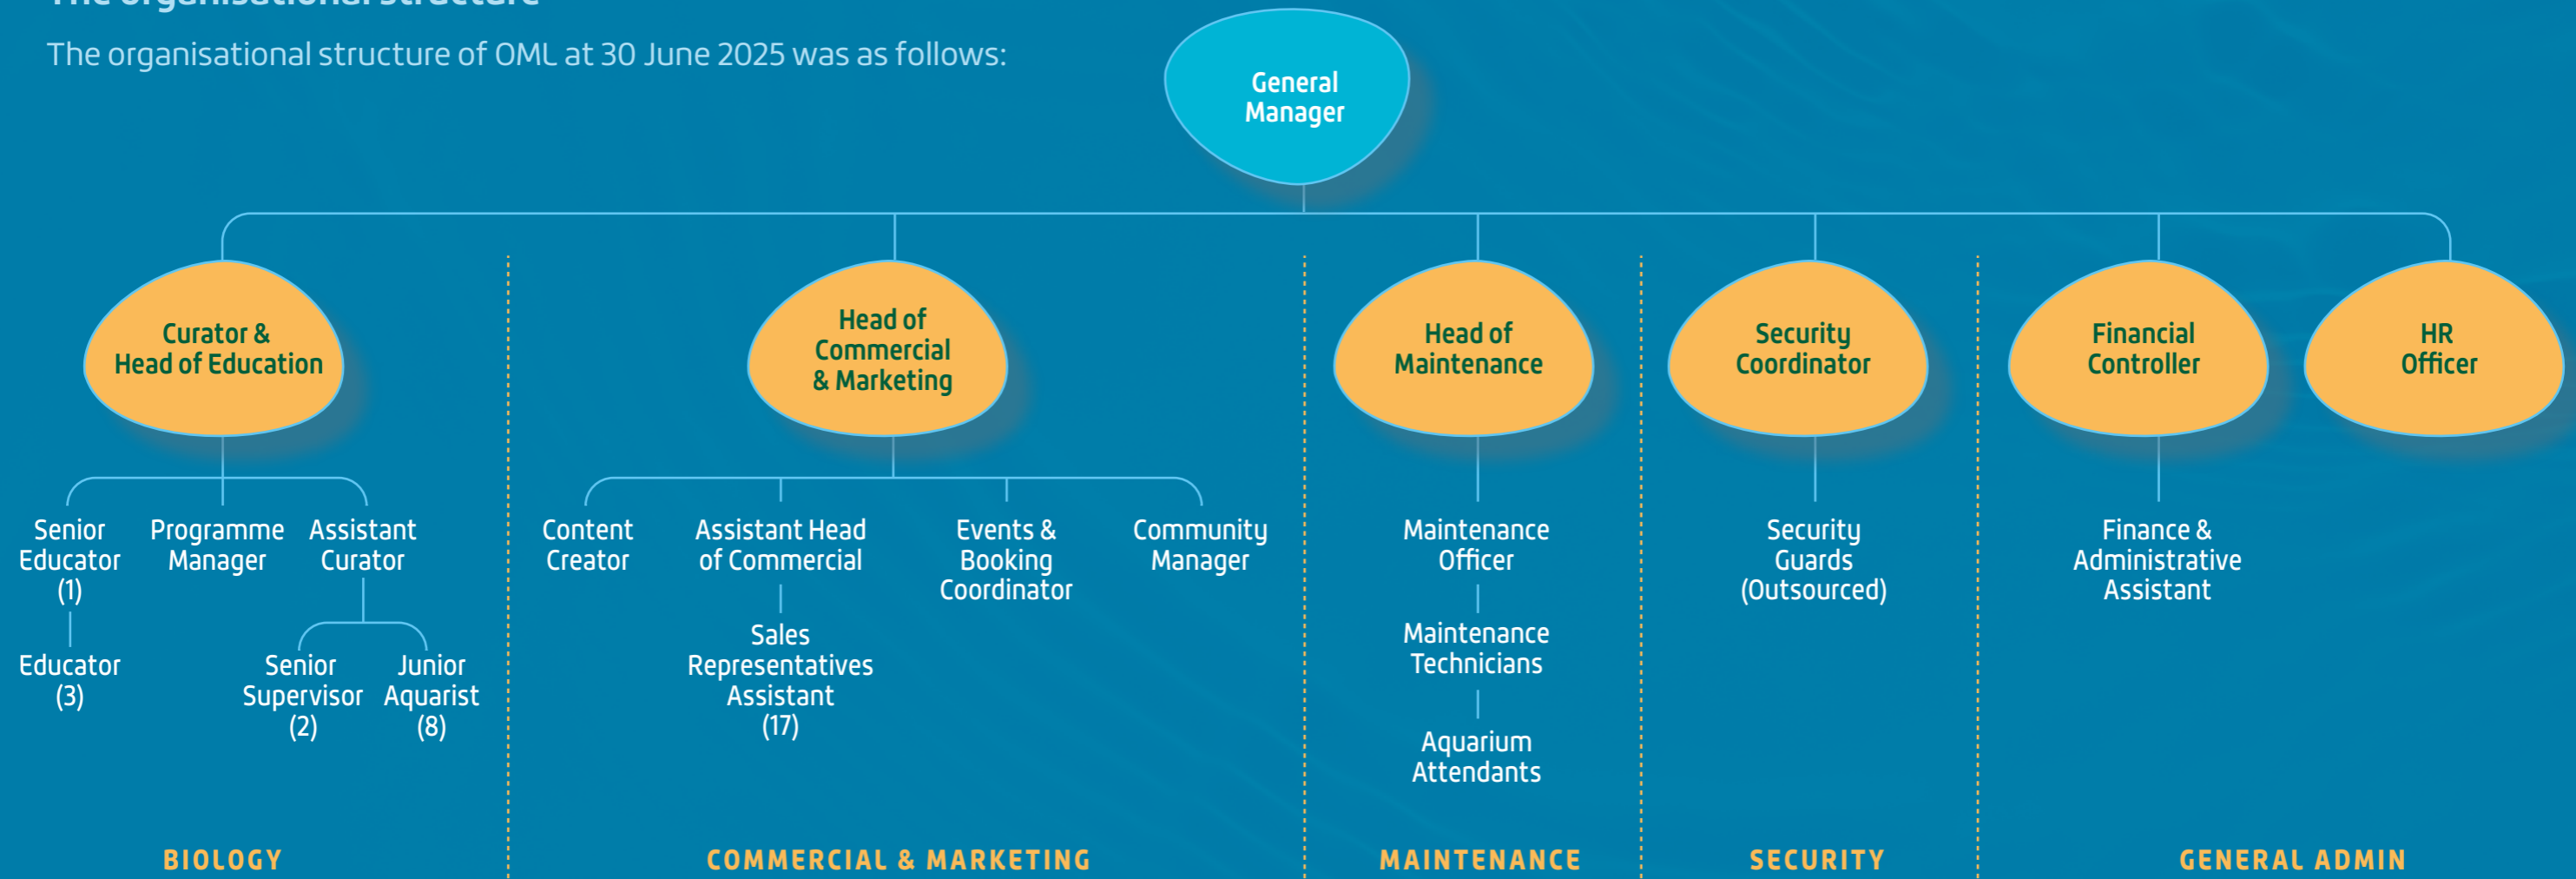 The organisational structure
The organisational structure of OML at 30 June 2025 was as follows:
General
Manager
Curator &
Head of Education
Head of
Commercial
& Marketing
Head of
Maintenance
Security
Coordinator
Financial
Controller
HR
Officer
Senior
Educator
(1)
Programme
Manager
Assistant
Curator
Educator
(3)
Senior
Supervisor
(2)
Junior
Aquarist
(8)
Content
Creator
Assistant Head
of Commercial
Sales
Representatives
Assistant
(17)
Events &
Booking
Coordinator
Community
Manager
Maintenance
Officer
Maintenance
Technicians
Aquarium
Attendants
Security
Guards
(Outsourced)
Finance &
Administrative
Assistant
BIOLOGY
COMMERCIAL & MARKETING
MAINTENANCE
SECURITY
GENERAL ADMIN